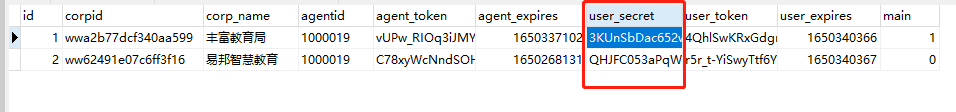 id corpid corp_name agentid agent_token agent_expires user_secret user_token user_expires main
1 wwa2b77dcf340aa599 丰富教育局 1000019 vUPw_RIOq3iJMY 1650337102 3KUnSbDac652v 4QhlSwKRxGdgr 1650340366 1
2 ww62491e07c6ff3f16 易邦智慧教育 1000019 C78xyWcNndSOH 1650268131 QHJFC053aPqW r5r_t-YiSwyTtf6Y 1650340367 0